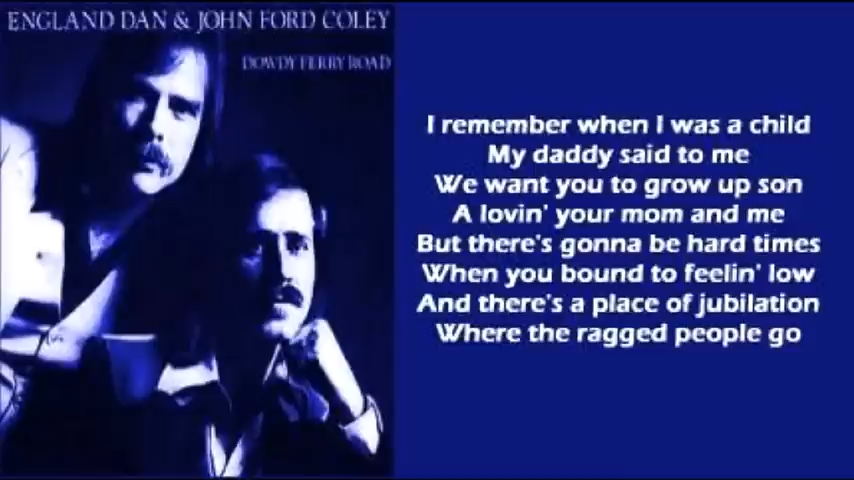 ENGLAND DAN & JOHN FORD COLEY
DOWDY FERRY ROAD
I remember when I was a child
My daddy said to me
We want you to grow up son
A lovin' your mom and me
But there's gonna be hard times
When you bound to feelin' low
And there's a place of jubilation
Where the ragged people go